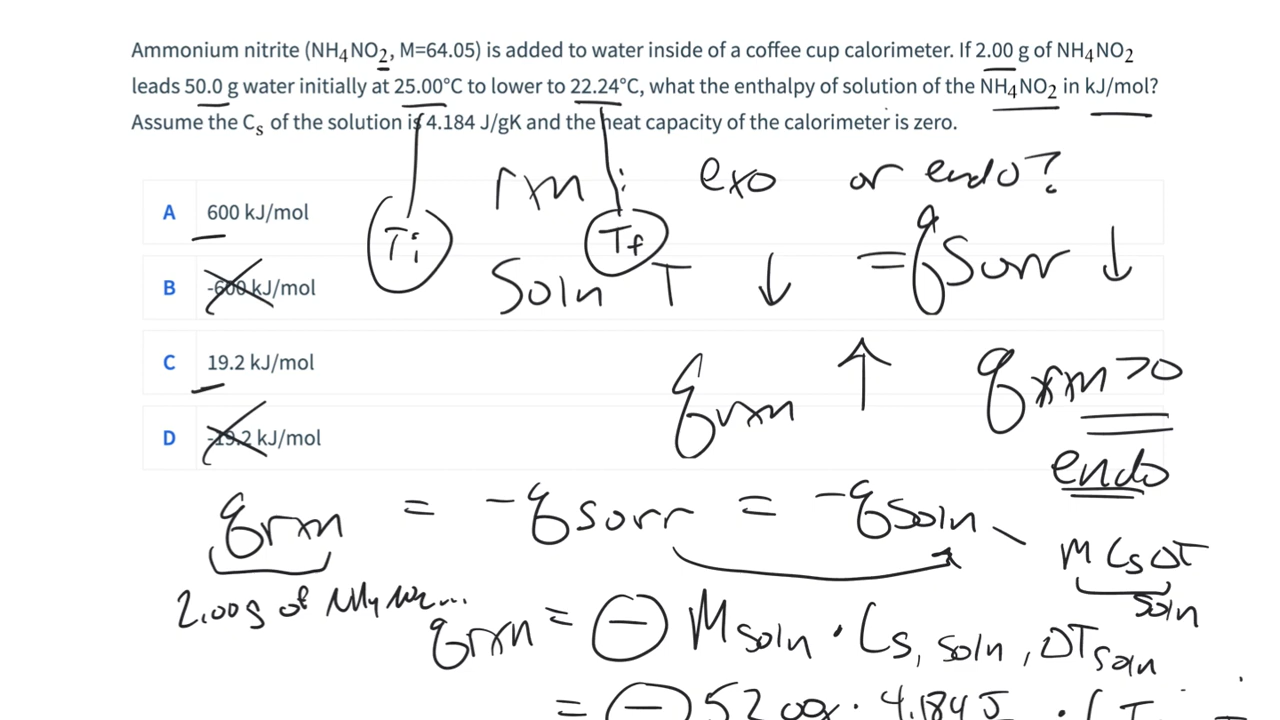 Ammonium nitrite (NH4NO2, M=64.05) is added to water inside of a coffee cup calorimeter. If 2.00 g of NH4NO2
leads 50.0 g water initially at 25.00°C to lower to 22.24°C, what the enthalpy of solution of the NH4NO2 in kJ/mol?
Assume the Cs of the solution is 4.184 J/gK and the heat capacity of the calorimeter is zero.
rxn : exo or endo?
A 600 kJ/mol
Ti Tf
Soln T ↓ = qsurr ↓
B -600 kJ/mol
C 19.2 kJ/mol
qrxn ↑ qrxn >0
D -19.2 kJ/mol
endo
qrxn = -qsurr = -qsoln
M Cs ΔT
soln
2.00g of NH4
qrxn = - Msoln · Cs, soln , ΔTsoln
= - 52.00g · 4.184 J · ( T